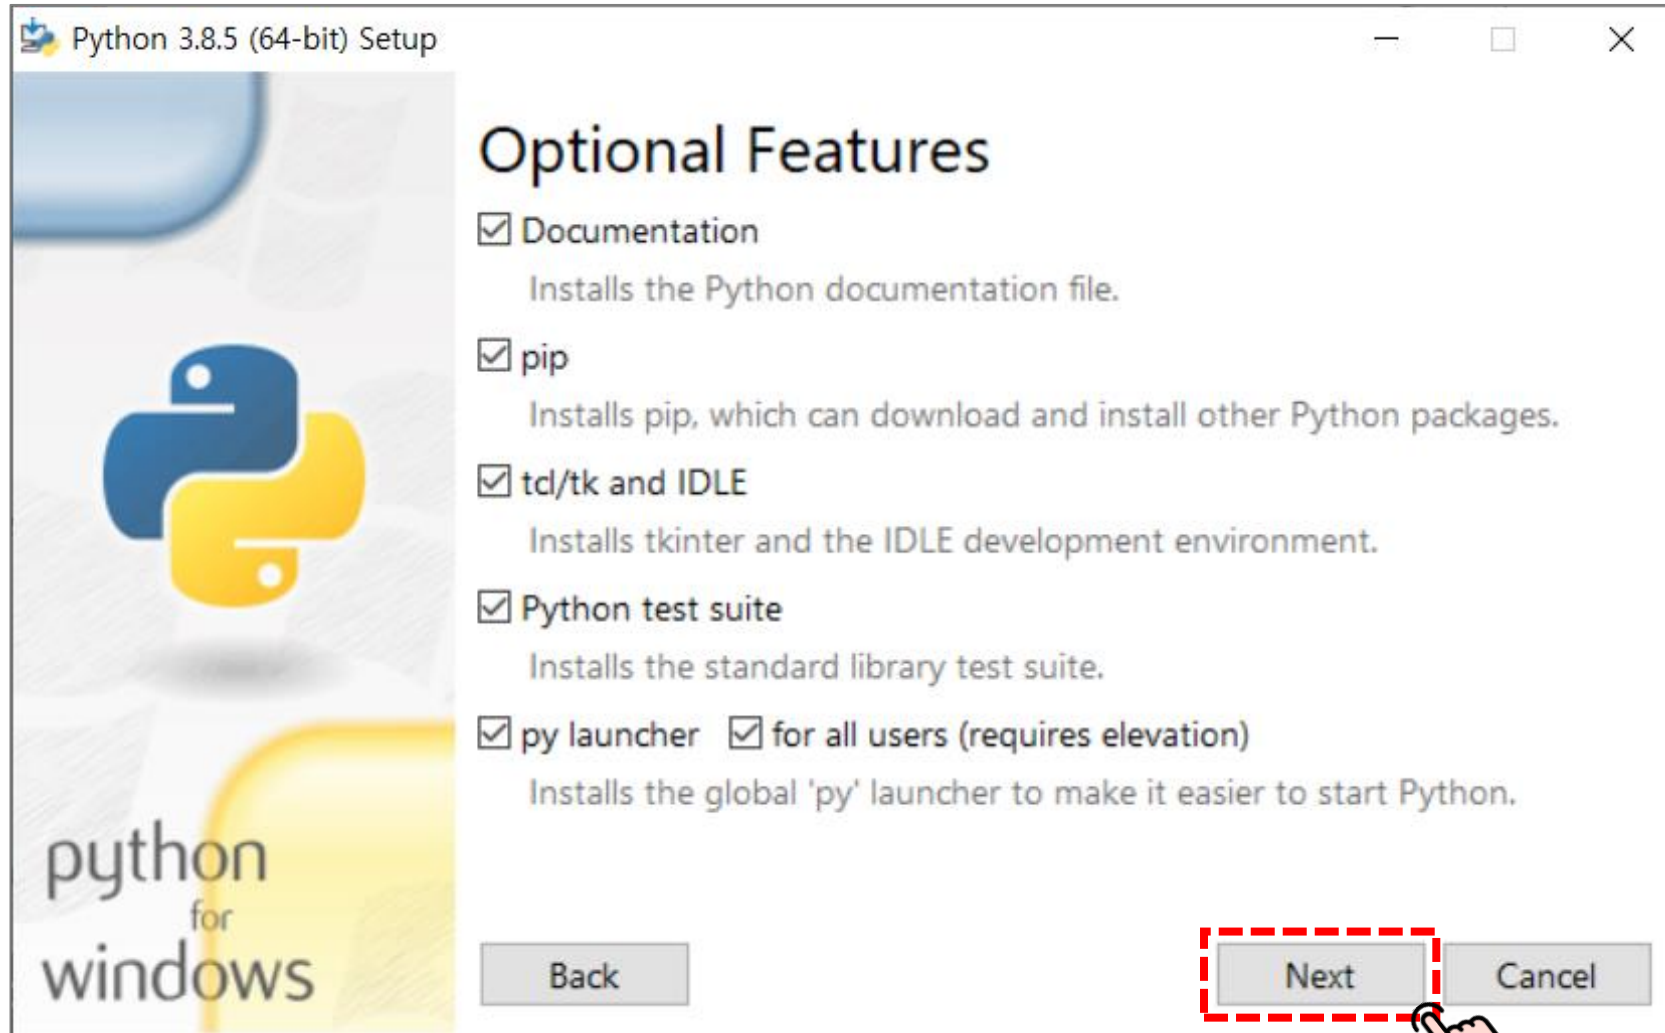 Python 3.8.5 (64-bit) Setup
Optional Features
Documentation
Installs the Python documentation file.
pip
Installs pip, which can download and install other Python packages.
tcl/tk and IDLE
Installs tkinter and the IDLE development environment.
Python test suite
Installs the standard library test suite.
py launcher for all users (requires elevation)
Installs the global 'py' launcher to make it easier to start Python.
python
for
windows
Back Next Cancel